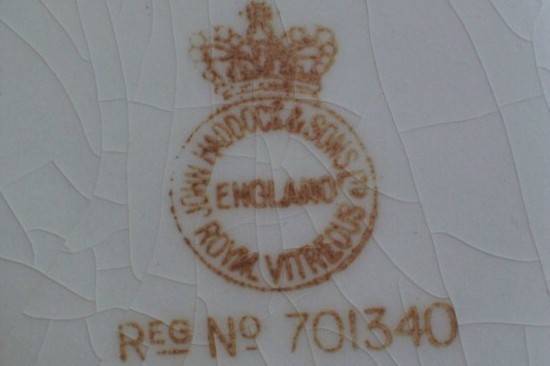 JOHN MADDOCK & SONS LTD
ENGLAND
ROYAL VITREOUS
REG No 701340